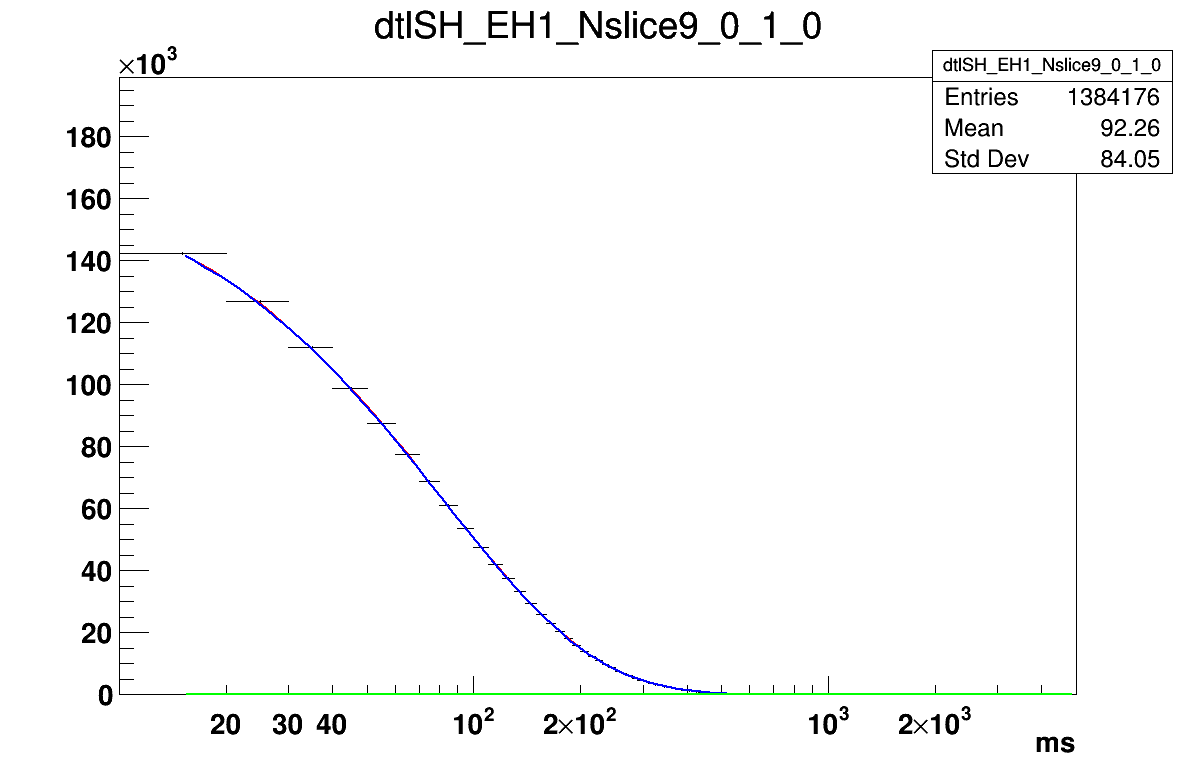 dtlSH_EH1_Nslice9_0_1_0
×10³
dtlSH_EH1_Nslice9_0_1_0
Entries 1384176
Mean 92.26
Std Dev 84.05
180
160
140
120
100
80
60
40
20
0
20 30 40 10² 2×10² 10³ 2×10³
ms